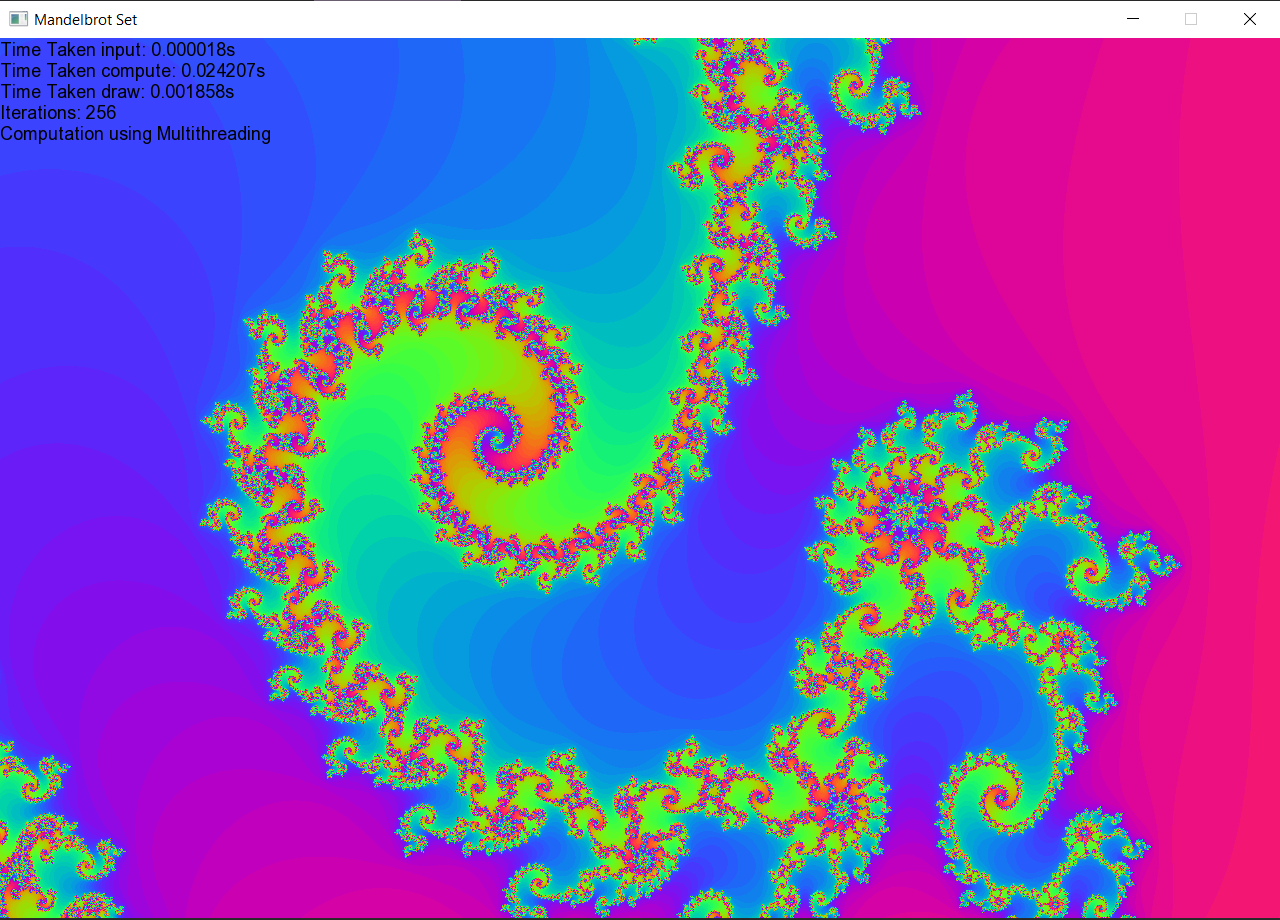 Mandelbrot Set
Time Taken input: 0.000018s
Time Taken compute: 0.024207s
Time Taken draw: 0.001858s
Iterations: 256
Computation using Multithreading